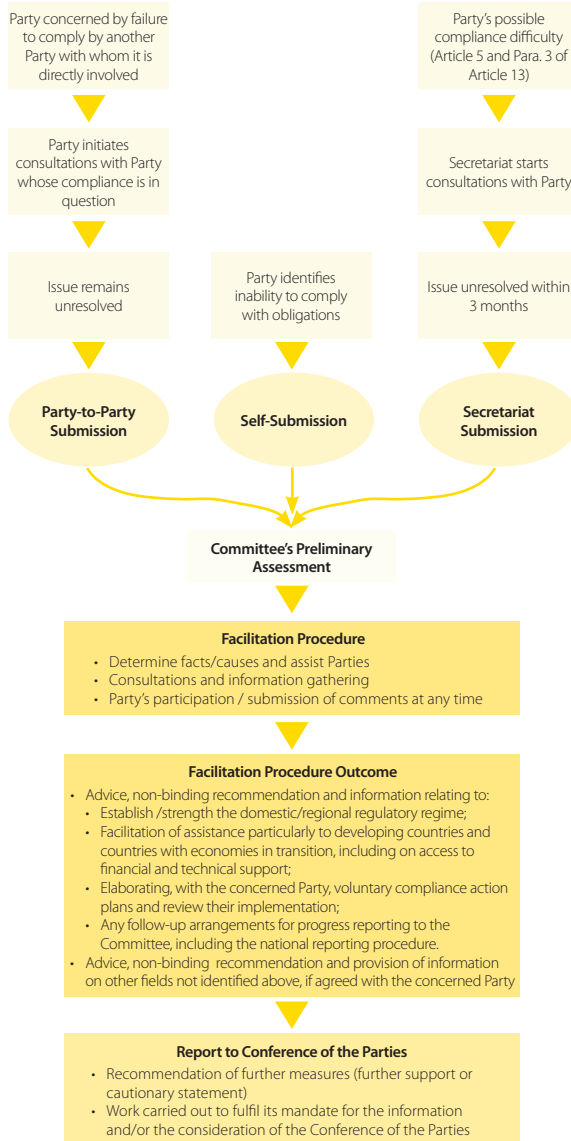 Party concerned by failure
to comply by another
Party with whom it is
directly involved
Party initiates
consultations with Party
whose compliance is in
question
Issue remains
unresolved
Party-to-Party
Submission
Party identifies
inability to comply
with obligations
Self-Submission
Party's possible
compliance difficulty
(Article 5 and Para. 3 of
Article 13)
Secretariat starts
consultations with Party
Issue unresolved within
3 months
Secretariat
Submission
Committee's Preliminary
Assessment
Facilitation Procedure
• Determine facts/causes and assist Parties
• Consultations and information gathering
• Party's participation / submission of comments at any time
Facilitation Procedure Outcome
• Advice, non-binding recommendation and information relating to:
• Establish /strength the domestic/regional regulatory regime;
• Facilitation of assistance particularly to developing countries and
countries with economies in transition, including on access to
financial and technical support;
• Elaborating, with the concerned Party, voluntary compliance action
plans and review their implementation;
• Any follow-up arrangements for progress reporting to the
Committee, including the national reporting procedure.
• Advice, non-binding recommendation and provision of information
on other fields not identified above, if agreed with the concerned Party
Report to Conference of the Parties
• Recommendation of further measures (further support or
cautionary statement)
• Work carried out to fulfil its mandate for the information
and/or the consideration of the Conference of the Parties